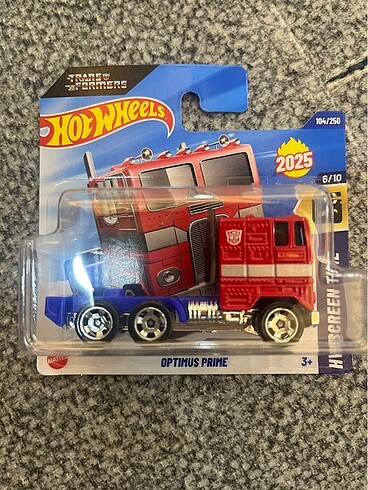 TRANSFORMERS
HOT WHEELS
104/250
2025
6/10
HW SCREEN TIME
OPTIMUS PRIME
3+
MATTEL